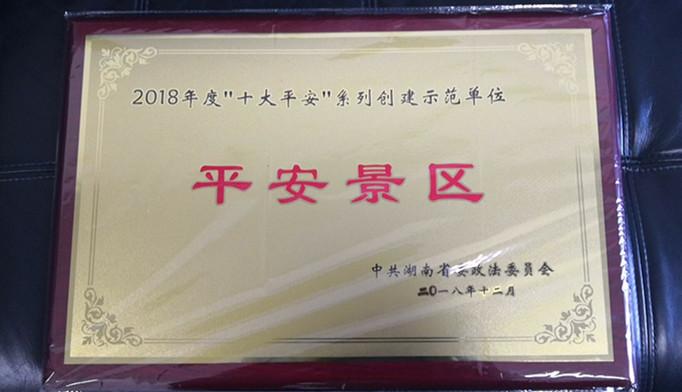 2018年度"十大平安"系列创建示范单位
平安景区
中共湖南省委政法委员会
二0一八年十二月